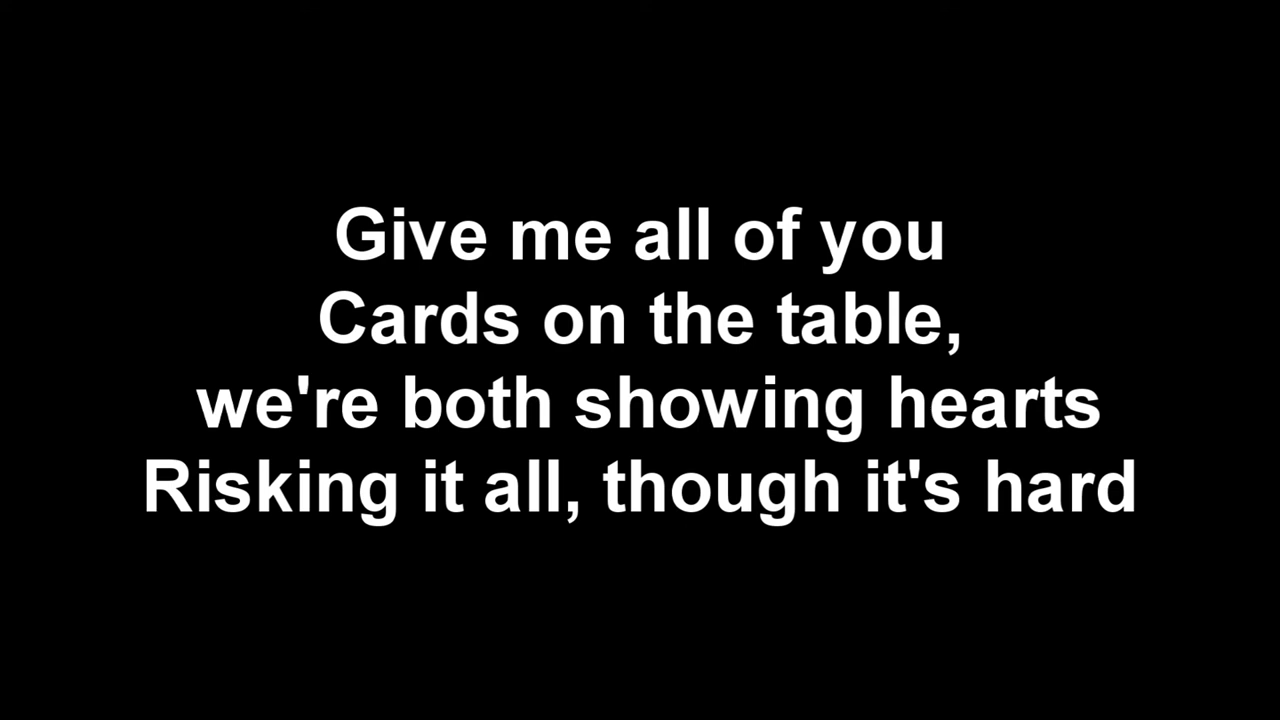 Give me all of you
Cards on the table,
we're both showing hearts
Risking it all, though it's hard